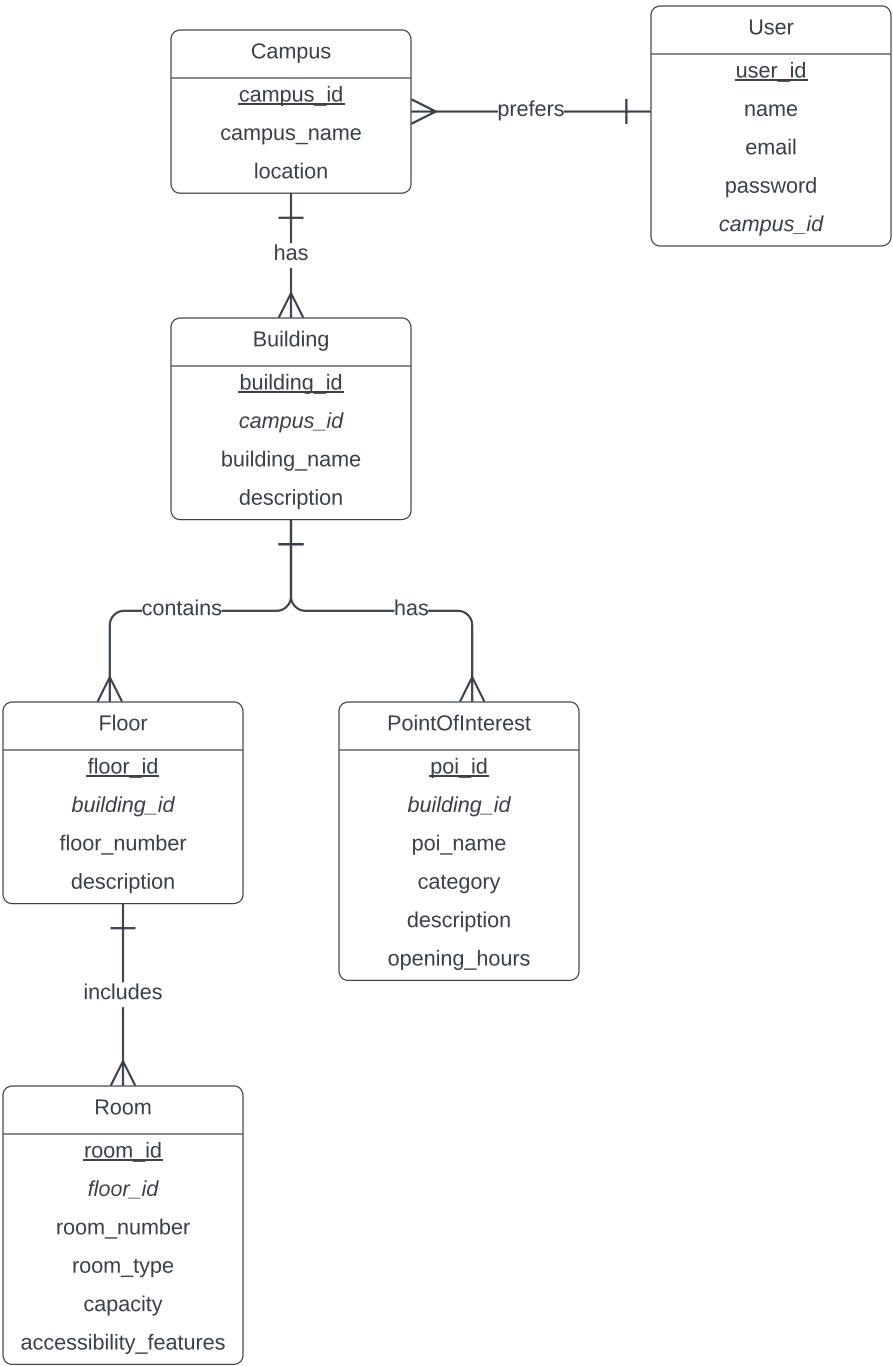 Campus
campus_id
campus_name
location
prefers
User
user_id
name
email
password
campus_id
has
Building
building_id
campus_id
building_name
description
contains
has
Floor
floor_id
building_id
floor_number
description
PointOfInterest
poi_id
building_id
poi_name
category
description
opening_hours
includes
Room
room_id
floor_id
room_number
room_type
capacity
accessibility_features